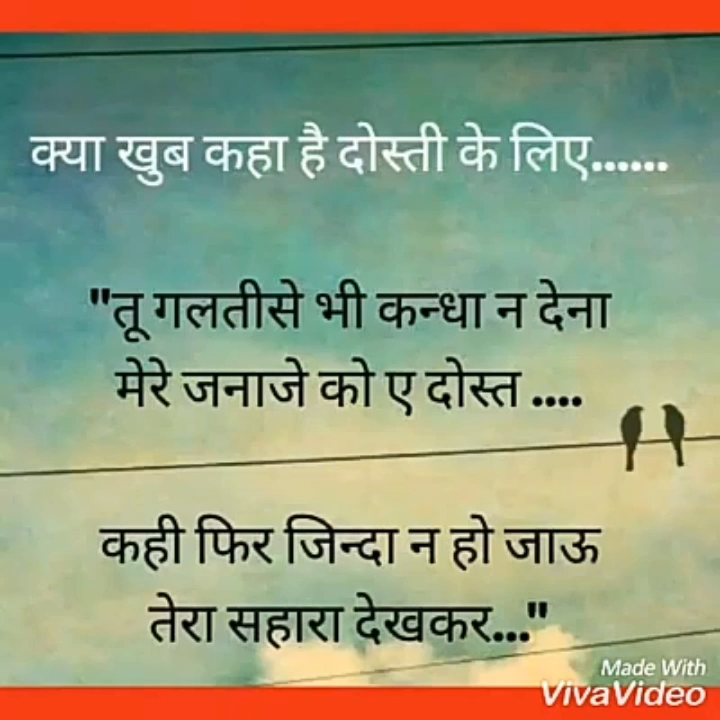 क्या खुब कहा है दोस्ती के लिए......
"तू गलतीसे भी कन्धा न देना
मेरे जनाजे को ए दोस्त ....
कही फिर जिन्दा न हो जाऊ
तेरा सहारा देखकर..."
Made With
VivaVideo